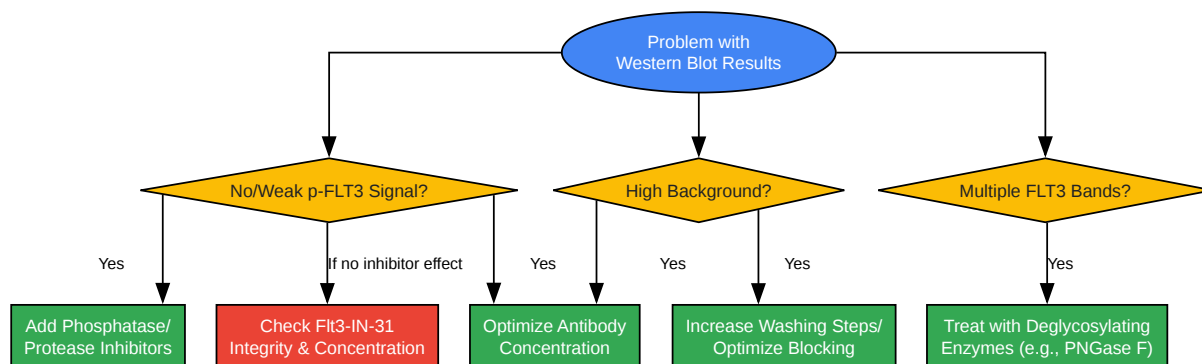 Problem with
Western Blot Results
No/Weak p-FLT3 Signal?
High Background?
Multiple FLT3 Bands?
Yes
If no inhibitor effect
Yes
Yes
Yes
Yes
Add Phosphatase/
Protease Inhibitors
Check Flt3-IN-31
Integrity & Concentration
Optimize Antibody
Concentration
Increase Washing Steps/
Optimize Blocking
Treat with Deglycosylating
Enzymes (e.g., PNGase F)